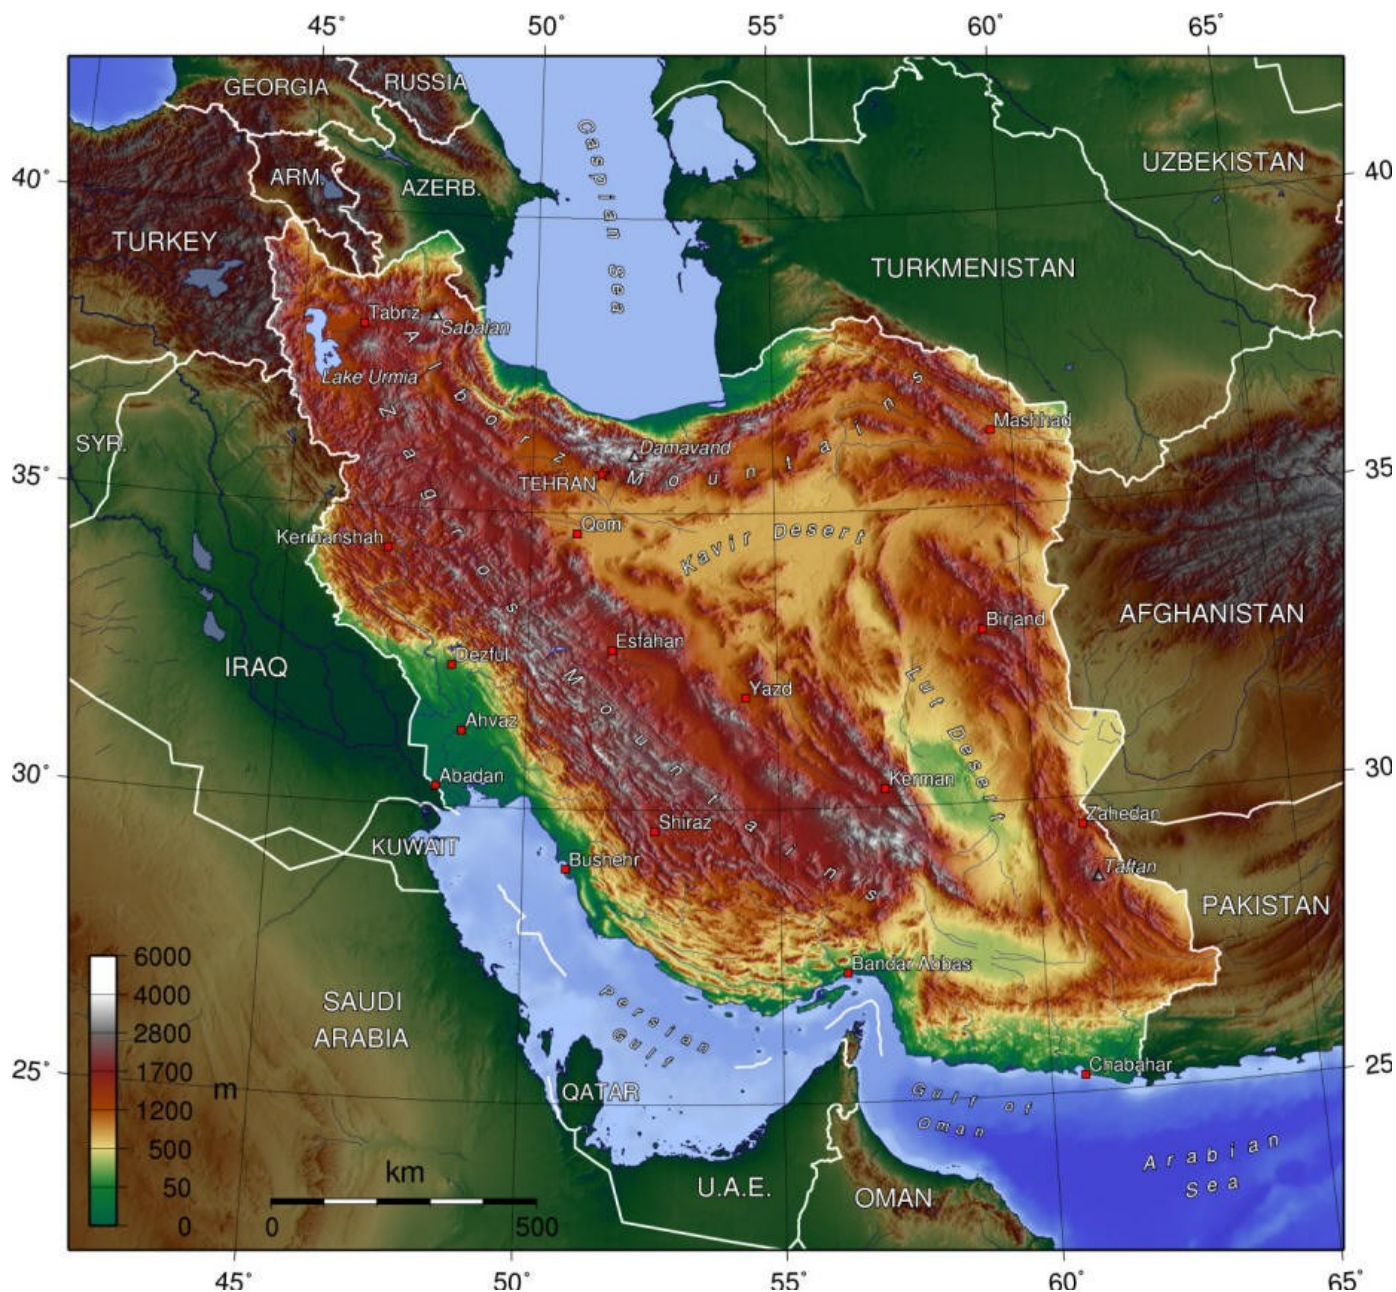 45° 50° 55° 60° 65°
GEORGIA
RUSSIA
Caspian Sea
UZBEKISTAN
40° 40°
ARM.
AZERB.
TURKEY
TURKMENISTAN
Tabriz
Sabalan
Lake Urmia
Alborz Mountains
Mashhad
SYR.
Damavand
35° 35°
TEHRAN
Qom
Kavir Desert
Kermanshah
Zagros Mountains
Birjand
AFGHANISTAN
Esfahan
IRAQ
Dezful
Yazd
Lut Desert
Ahvaz
30° 30°
Abadan
Kerman
Zahedan
Shiraz
KUWAIT
Bushehr
Taftan
PAKISTAN
Bandar Abbas
6000
4000
2800
1700
1200
500
50
0
m
SAUDI
ARABIA
Persian
Gulf
25° 25°
Chabahar
QATAR
Gulf of
Oman
Arabian
Sea
km
0 500
U.A.E.
OMAN
45° 50° 55° 60° 65°